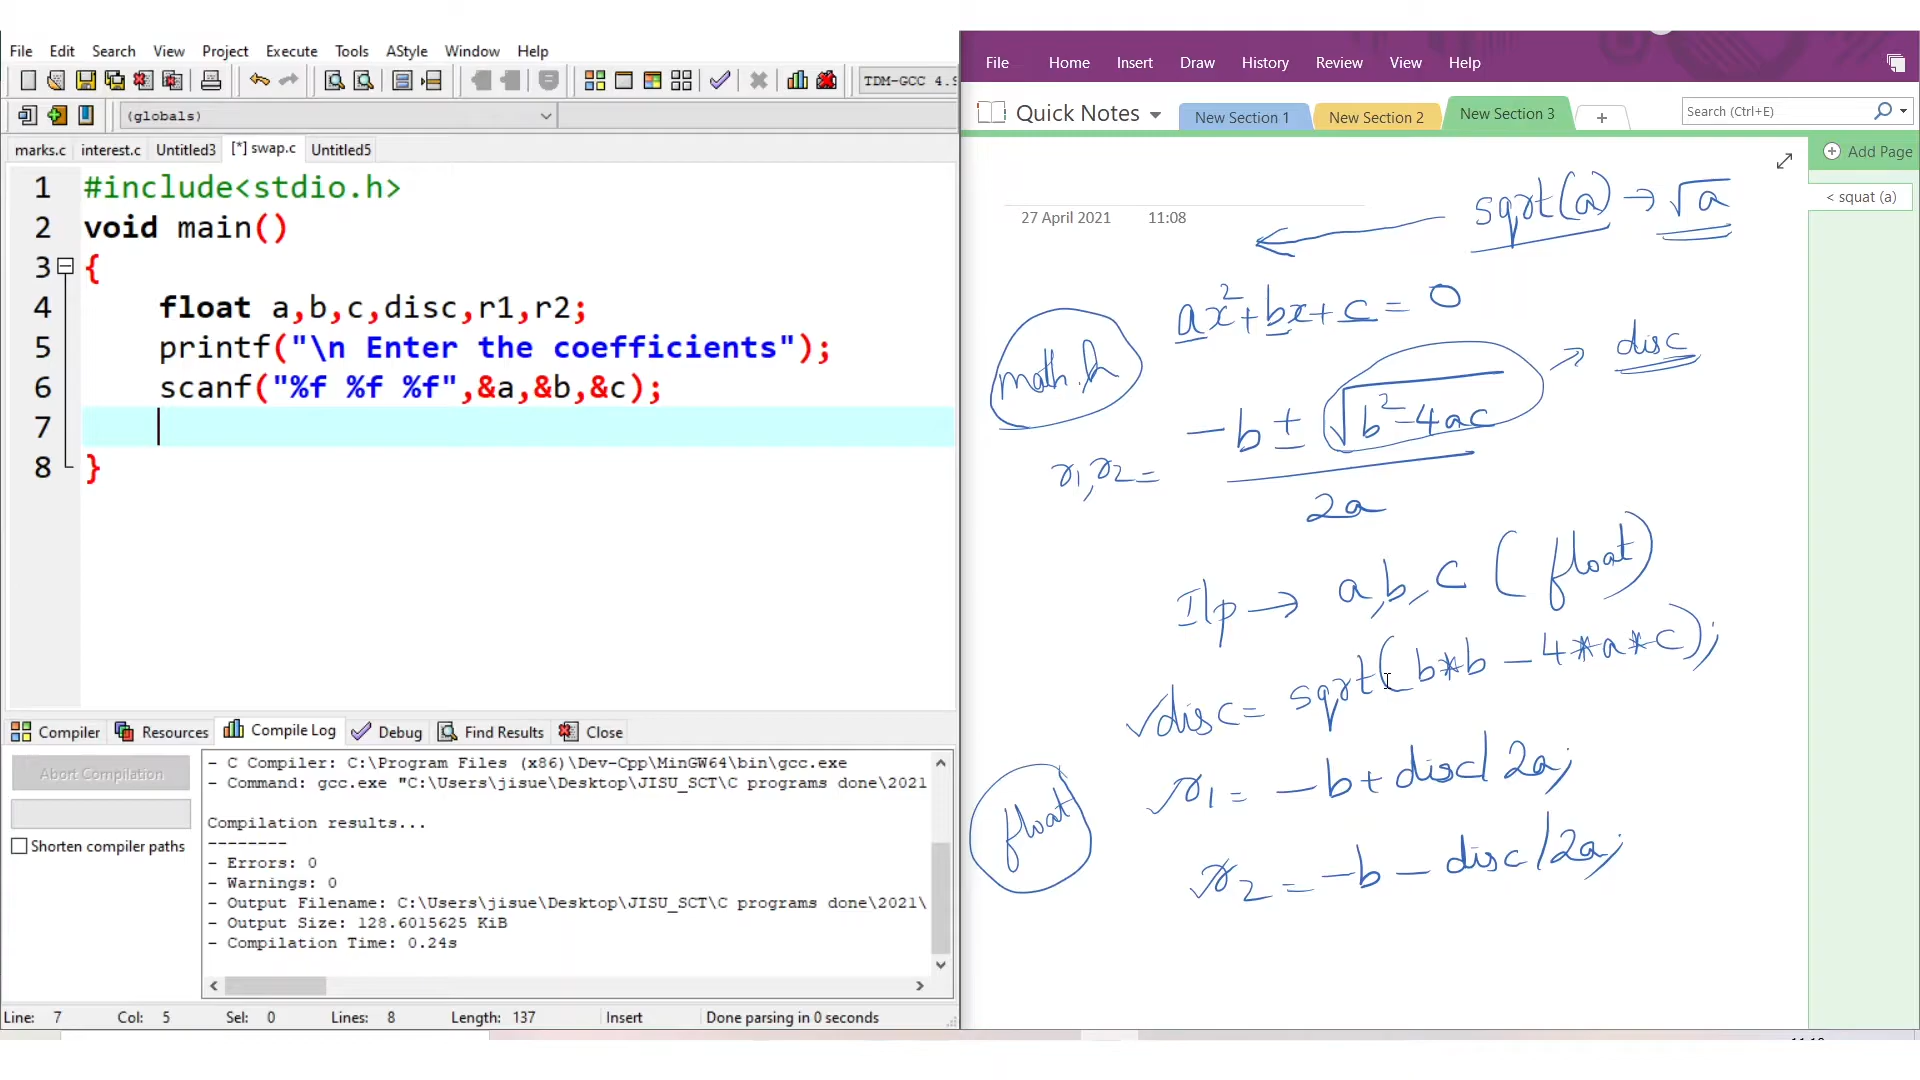 File Edit Search View Project Execute Tools AStyle Window Help
TDM-GCC 4.9
(globals)
marks.c interest.c Untitled3 [*] swap.c Untitled5
1 #include<stdio.h>
2 void main()
3 {
4 float a,b,c,disc,r1,r2;
5 printf("\n Enter the coefficients");
6 scanf("%f %f %f",&a,&b,&c);
7
8 }
Compiler Resources Compile Log Debug Find Results Close
Abort Compilation
Shorten compiler paths
- C Compiler: C:\Program Files (x86)\Dev-Cpp\MinGW64\bin\gcc.exe
- Command: gcc.exe "C:\Users\jisue\Desktop\JISU_SCT\C programs done\2021
Compilation results...
--------
- Errors: 0
- Warnings: 0
- Output Filename: C:\Users\jisue\Desktop\JISU_SCT\C programs done\2021\
- Output Size: 128.6015625 KiB
- Compilation Time: 0.24s
Line: 7 Col: 5 Sel: 0 Lines: 8 Length: 137 Insert Done parsing in 0 seconds
File Home Insert Draw History Review View Help
Quick Notes New Section 1 New Section 2 New Section 3 + Search (Ctrl+E)
Add Page
< squat (a)
27 April 2021 11:08
sqrt(a) → √a
ax²+bx+c = 0
math.h
disc
-b ± √b²-4ac
r1,r2 =
2a
I/p → a,b,c (float)
disc = sqrt(b*b - 4*a*c);
r1 = -b+disc/2a;
float
r2 = -b - disc/2a;